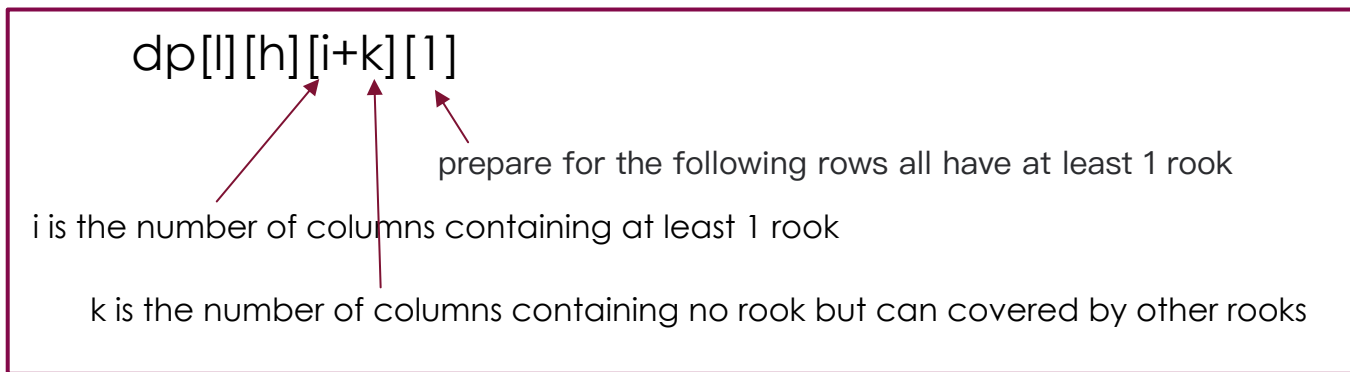 dp[l][h][i+k][1]
prepare for the following rows all have at least 1 rook
i is the number of columns containing at least 1 rook
k is the number of columns containing no rook but can covered by other rooks